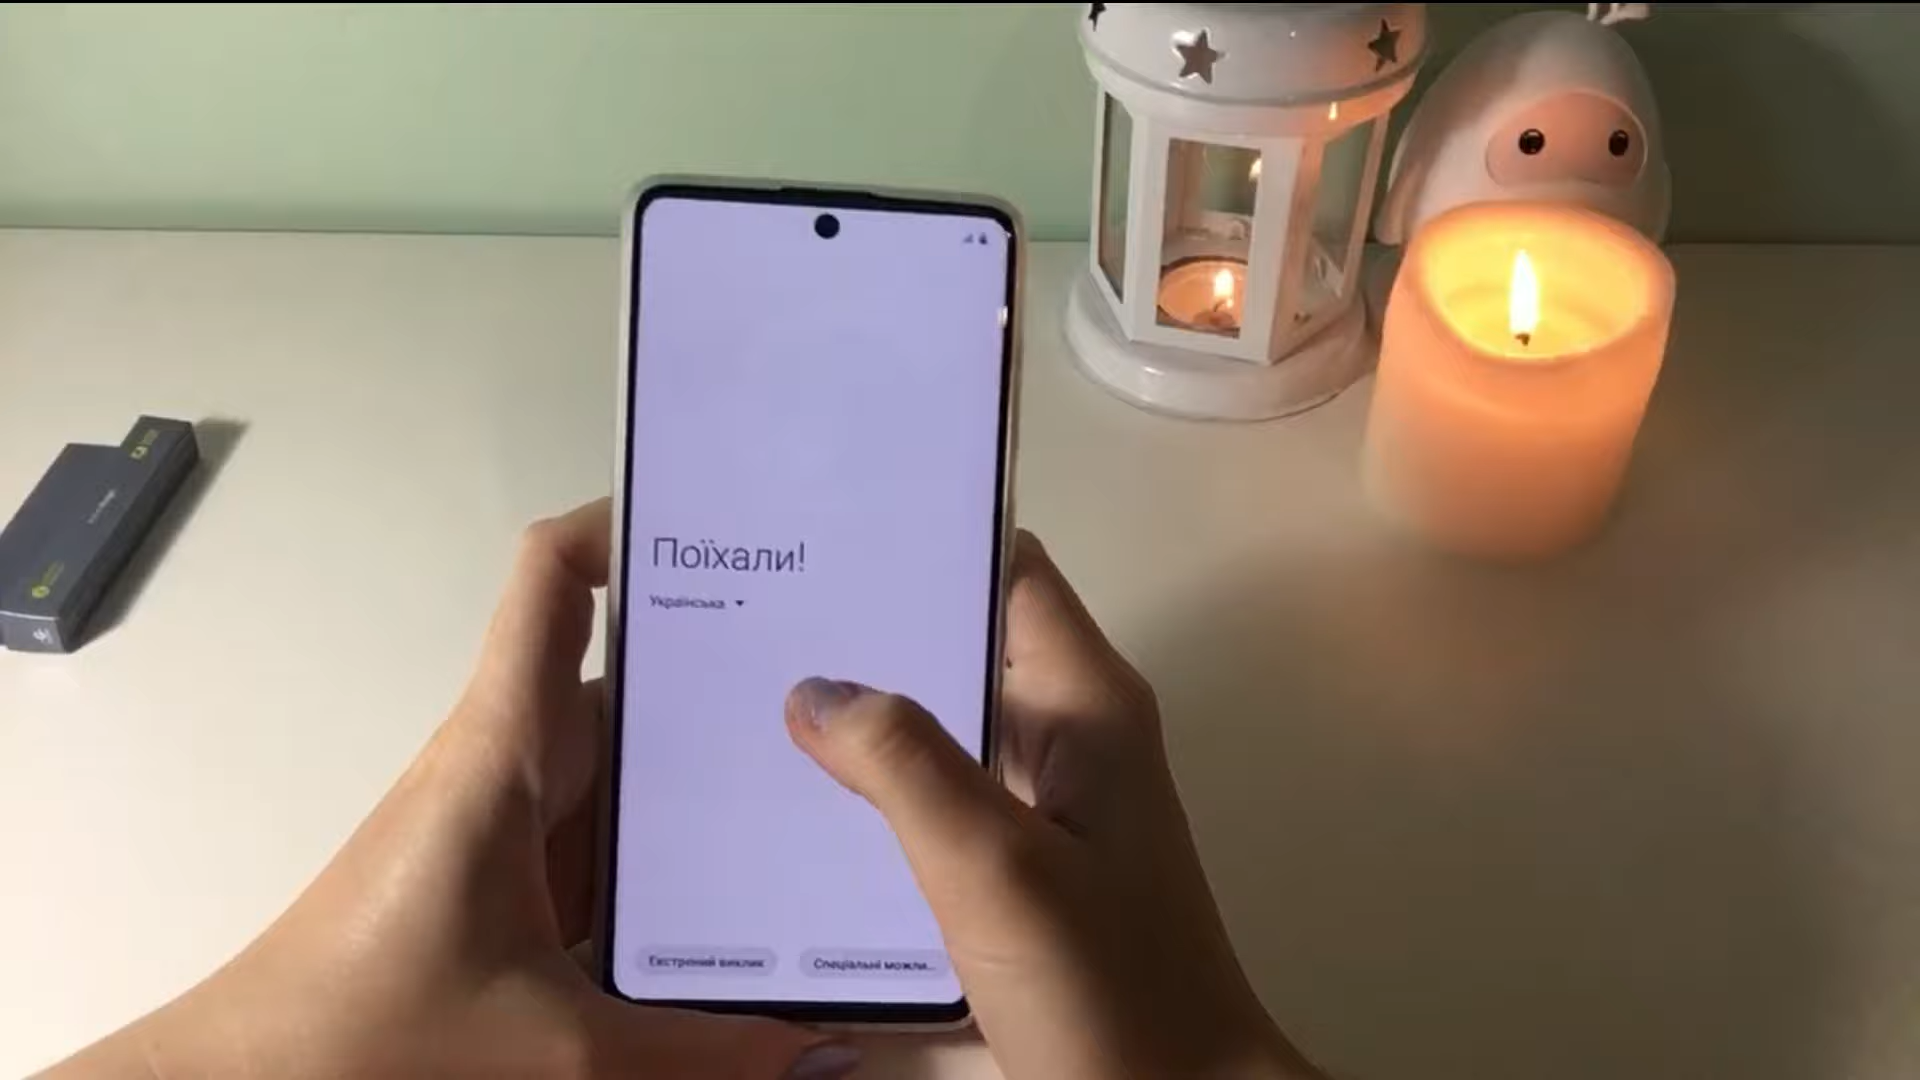 Поїхали!
Українська
Екстрений виклик
Спеціальні можли...